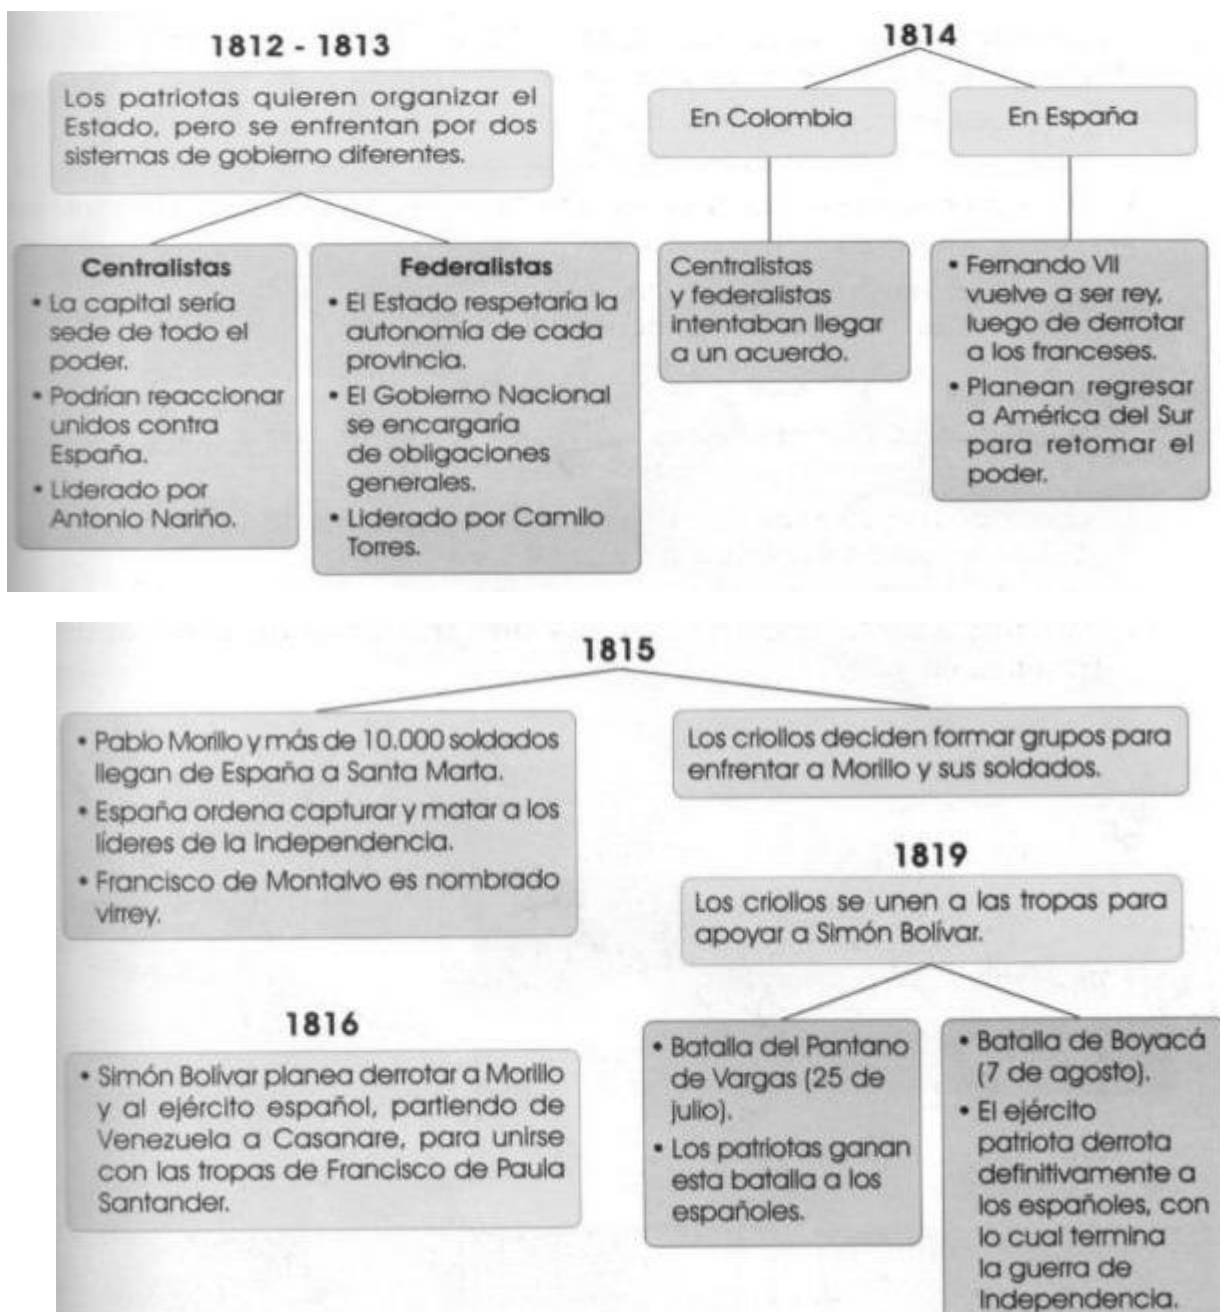 1812 - 1813
Los patriotas quieren organizar el
Estado, pero se enfrentan por dos
sistemas de gobierno diferentes.
Centralistas
• La capital sería
sede de todo el
poder.
• Podrían reaccionar
unidos contra
España.
• Liderado por
Antonio Nariño.
Federalistas
• El Estado respetaría la
autonomía de cada
provincia.
• El Gobierno Nacional
se encargaría
de obligaciones
generales.
• Liderado por Camilo
Torres.
1814
En Colombia
Centralistas
y federalistas
intentaban llegar
a un acuerdo.
En España
• Fernando VII
vuelve a ser rey,
luego de derrotar
a los franceses.
• Planean regresar
a América del Sur
para retomar el
poder.
1815
• Pablo Morillo y más de 10.000 soldados
llegan de España a Santa Marta.
• España ordena capturar y matar a los
líderes de la Independencia.
• Francisco de Montalvo es nombrado
virrey.
Los criollos deciden formar grupos para
enfrentar a Morillo y sus soldados.
1816
• Simón Bolívar planea derrotar a Morillo
y al ejército español, partiendo de
Venezuela a Casanare, para unirse
con las tropas de Francisco de Paula
Santander.
1819
Los criollos se unen a las tropas para
apoyar a Simón Bolívar.
• Batalla del Pantano
de Vargas (25 de
julio).
• Los patriotas ganan
esta batalla a los
españoles.
• Batalla de Boyacá
(7 de agosto).
• El ejército
patriota derrota
definitivamente a
los españoles, con
lo cual termina
la guerra de
Independencia.